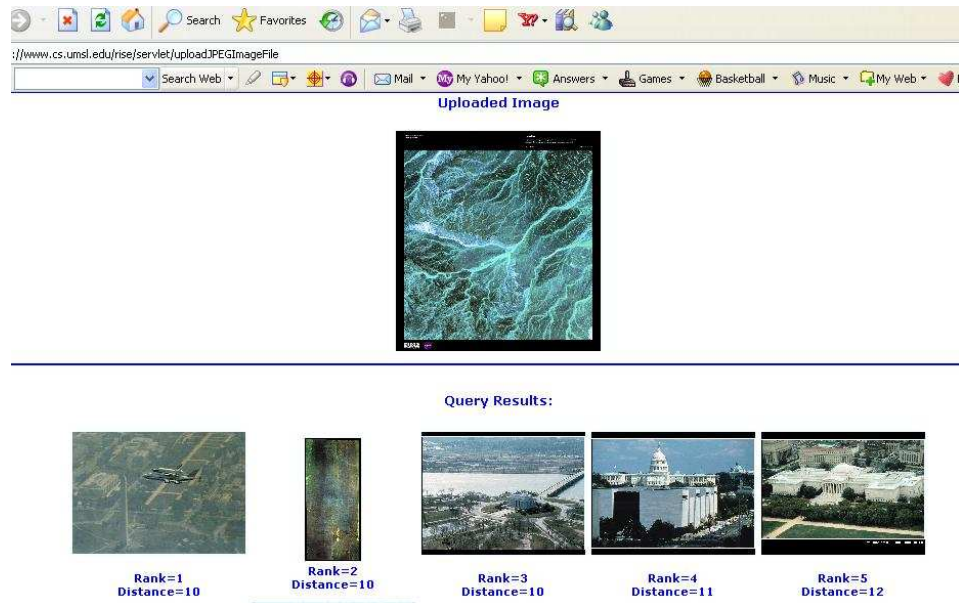 Search Favorites
://www.cs.umsl.edu/rise/servlet/uploadJPEGImageFile
Search Web Mail My Yahoo! Answers Games Basketball Music My Web
Uploaded Image
Query Results:
Rank=1 Rank=2 Rank=3 Rank=4 Rank=5
Distance=10 Distance=10 Distance=10 Distance=11 Distance=12